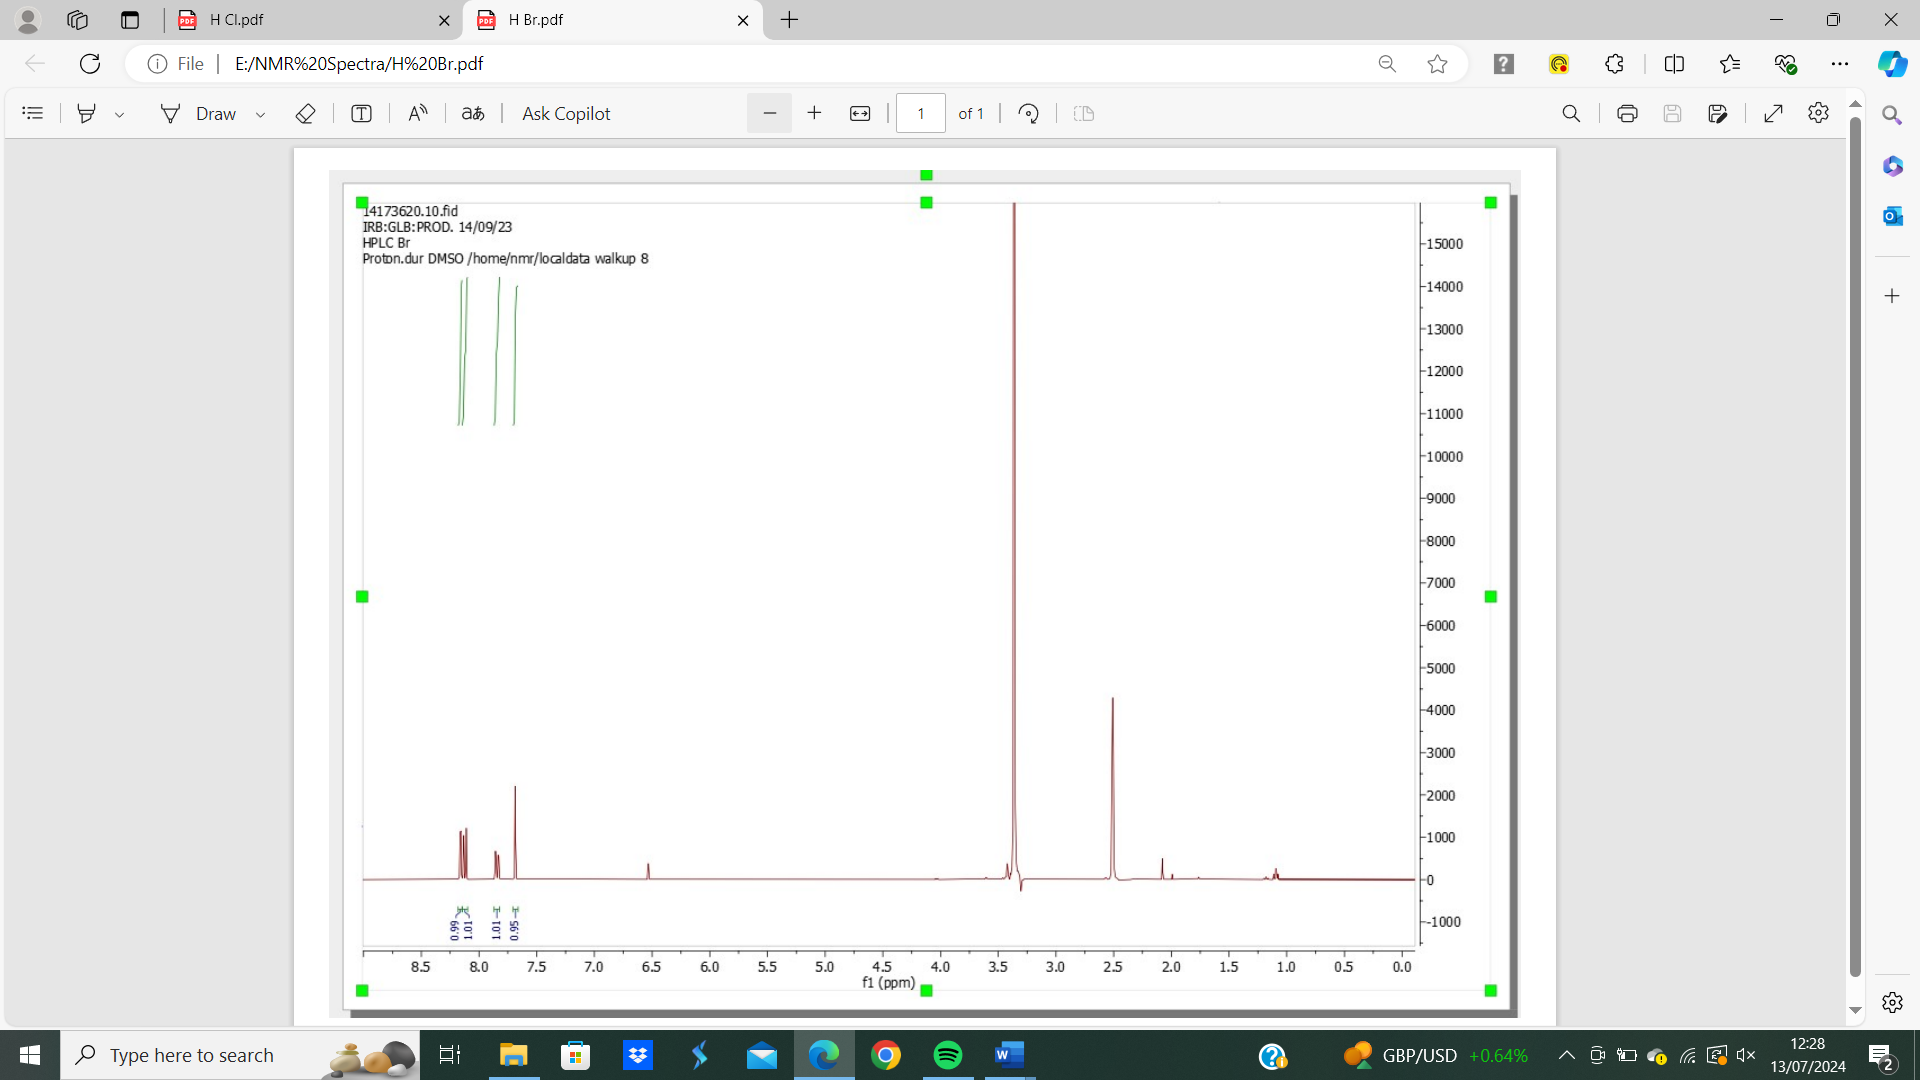 H Cl.pdf
H Br.pdf
File
E:/NMR%20Spectra/H%20Br.pdf
Draw
Ask Copilot
1
of 1
14173620.10.fid
IRB:GLB:PROD. 14/09/23
HPLC Br
Proton.dur DMSO /home/nmr/localdata walkup 8
15000
14000
13000
12000
11000
10000
9000
8000
7000
6000
5000
4000
3000
2000
1000
0
-1000
0.99 1.01 1.01 0.95
8.5 8.0 7.5 7.0 6.5 6.0 5.5 5.0 4.5 4.0 3.5 3.0 2.5 2.0 1.5 1.0 0.5 0.0
f1 (ppm)
Type here to search
GBP/USD +0.64%
12:28
13/07/2024
2